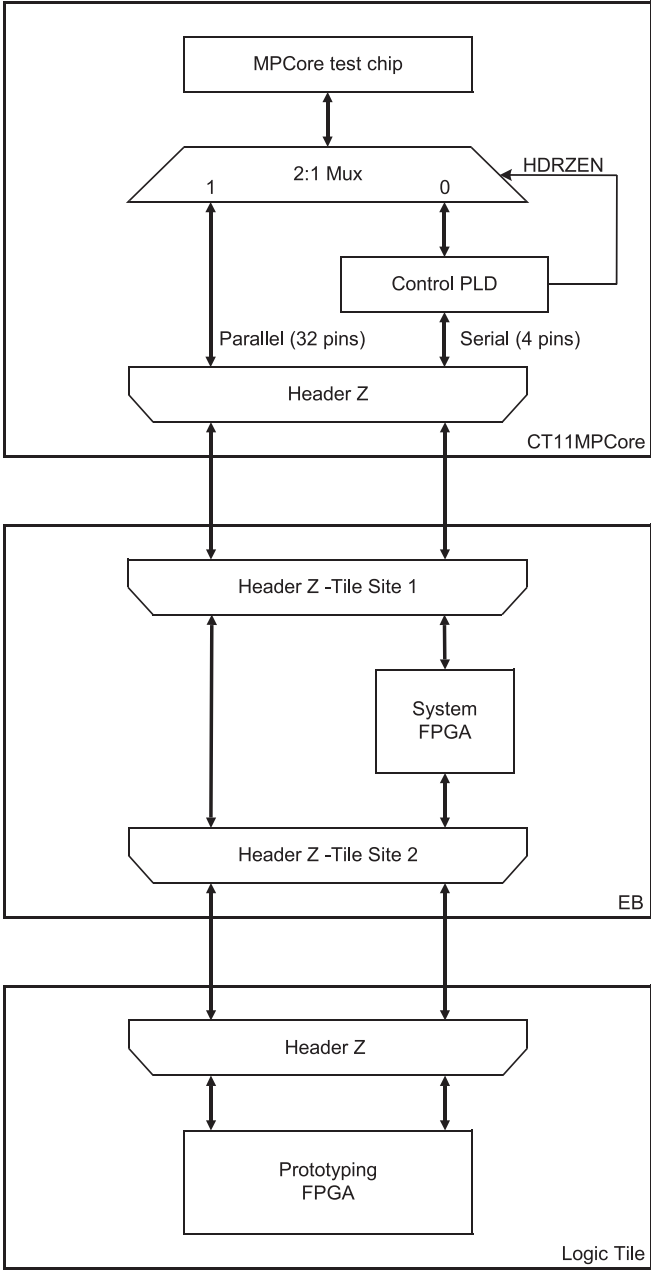 MPCore test chip
2:1 Mux
HDRZEN
1
0
Control PLD
Parallel (32 pins)
Serial (4 pins)
Header Z
CT11MPCore
Header Z -Tile Site 1
System
FPGA
Header Z -Tile Site 2
EB
Header Z
Prototyping
FPGA
Logic Tile